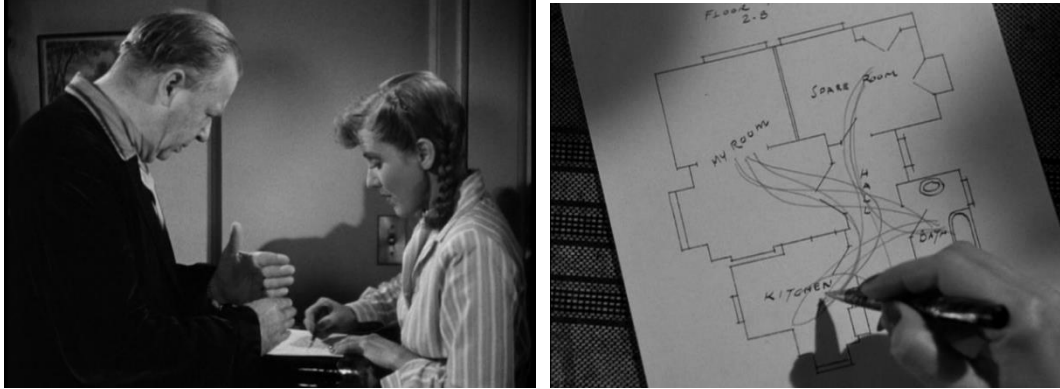 FLOOR
2-B
SPARE ROOM
MY ROOM
HALL
BATH
KITCHEN